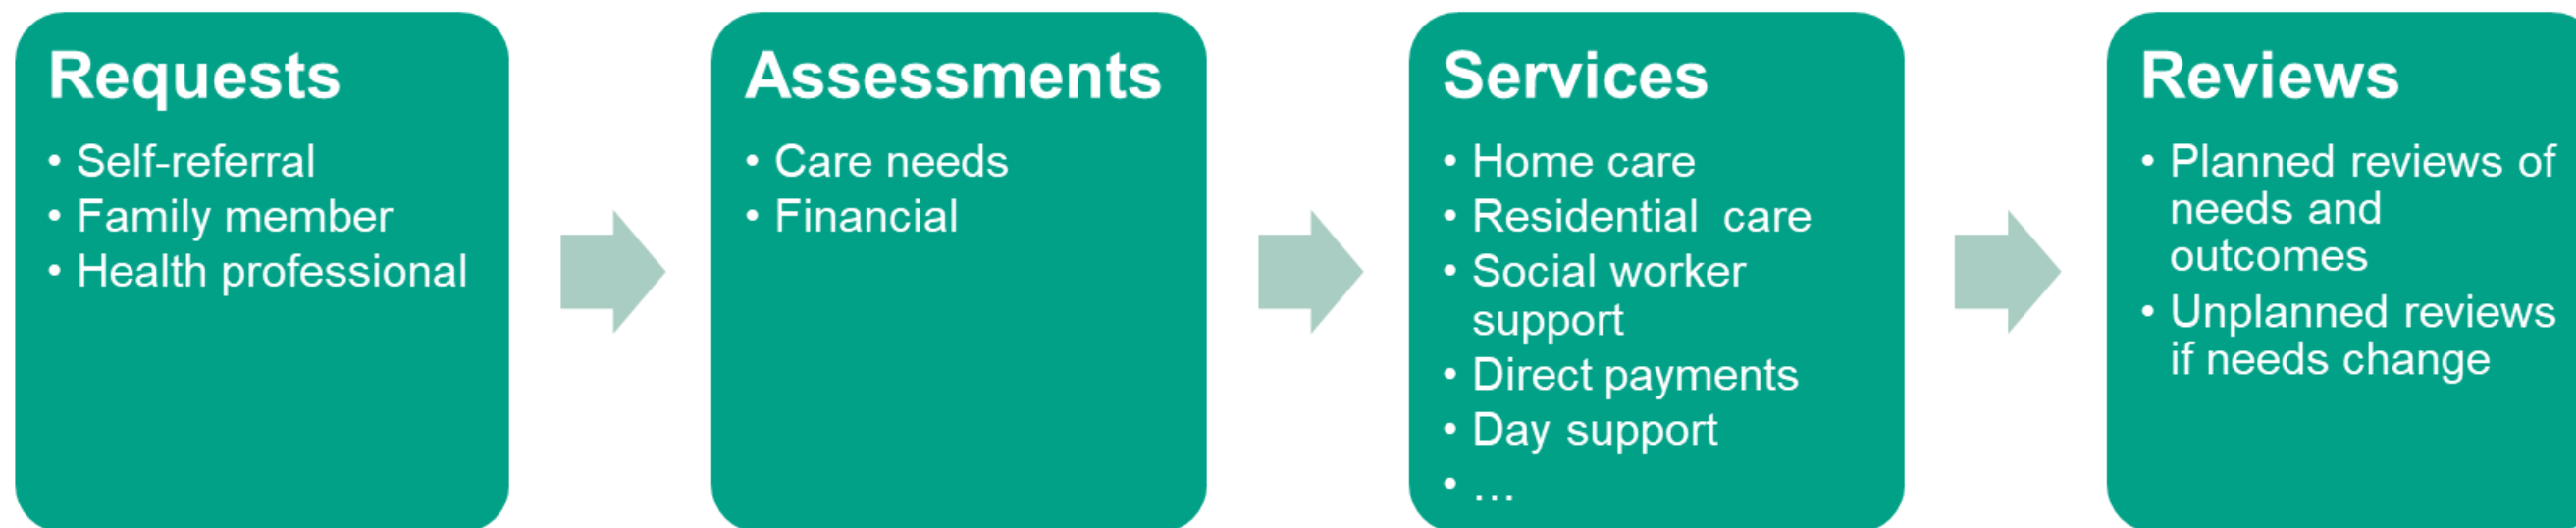 Requests
• Self-referral
• Family member
• Health professional
Assessments
• Care needs
• Financial
Services
• Home care
• Residential care
• Social worker
support
• Direct payments
• Day support
• ...
Reviews
• Planned reviews of
needs and
outcomes
• Unplanned reviews
if needs change